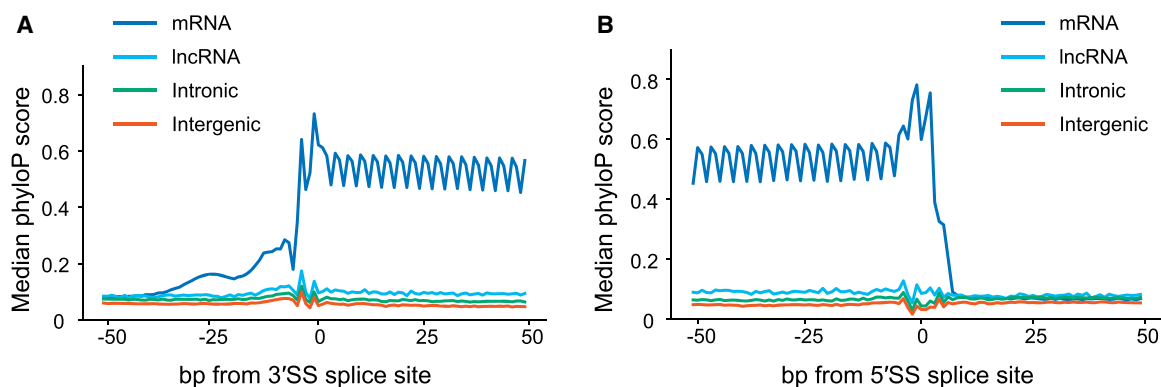 A
mRNA
lncRNA
Intronic
Intergenic
Median phyloP score
0.8
0.6
0.4
0.2
0
-50 -25 0 25 50
bp from 3′SS splice site
B
mRNA
lncRNA
Intronic
Intergenic
Median phyloP score
0.8
0.6
0.4
0.2
0
-50 -25 0 25 50
bp from 5′SS splice site